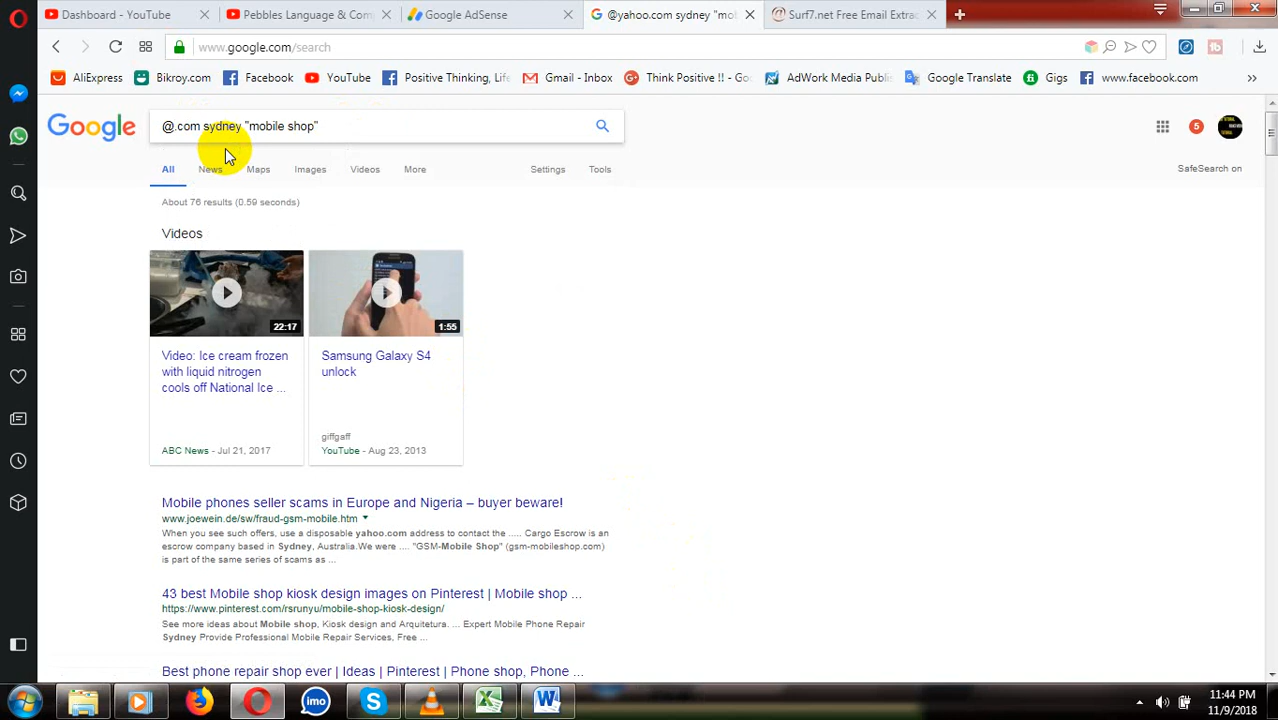 Dashboard - YouTube
Pebbles Language & Com
Google AdSense
@yahoo.com sydney "mob
Surf7.net Free Email Extrac
www.google.com/search
AliExpress
Bikroy.com
Facebook
YouTube
Positive Thinking, Life
Gmail - Inbox
Think Positive !! - Go
AdWork Media Publi
Google Translate
Gigs
www.facebook.com
Google
@.com sydney "mobile shop"
5
All
News
Maps
Images
Videos
More
Settings
Tools
SafeSearch on
About 76 results (0.59 seconds)
Videos
22:17
1:55
Video: Ice cream frozen
with liquid nitrogen
cools off National Ice ...
Samsung Galaxy S4
unlock
giffgaff
ABC News - Jul 21, 2017
YouTube - Aug 23, 2013
Mobile phones seller scams in Europe and Nigeria – buyer beware!
www.joewein.de/sw/fraud-gsm-mobile.htm
When you see such offers, use a disposable yahoo.com address to contact the ..... Cargo Escrow is an
escrow company based in Sydney, Australia.We were .... "GSM-Mobile Shop" (gsm-mobileshop.com)
is part of the same series of scams as ...
43 best Mobile shop kiosk design images on Pinterest | Mobile shop ...
https://www.pinterest.com/rsrunyu/mobile-shop-kiosk-design/
See more ideas about Mobile shop, Kiosk design and Arquitetura. ... Expert Mobile Phone Repair
Sydney Provide Professional Mobile Repair Services, Free ...
Best phone repair shop ever | Ideas | Pinterest | Phone shop, Phone ...
imo
11:44 PM
11/9/2018